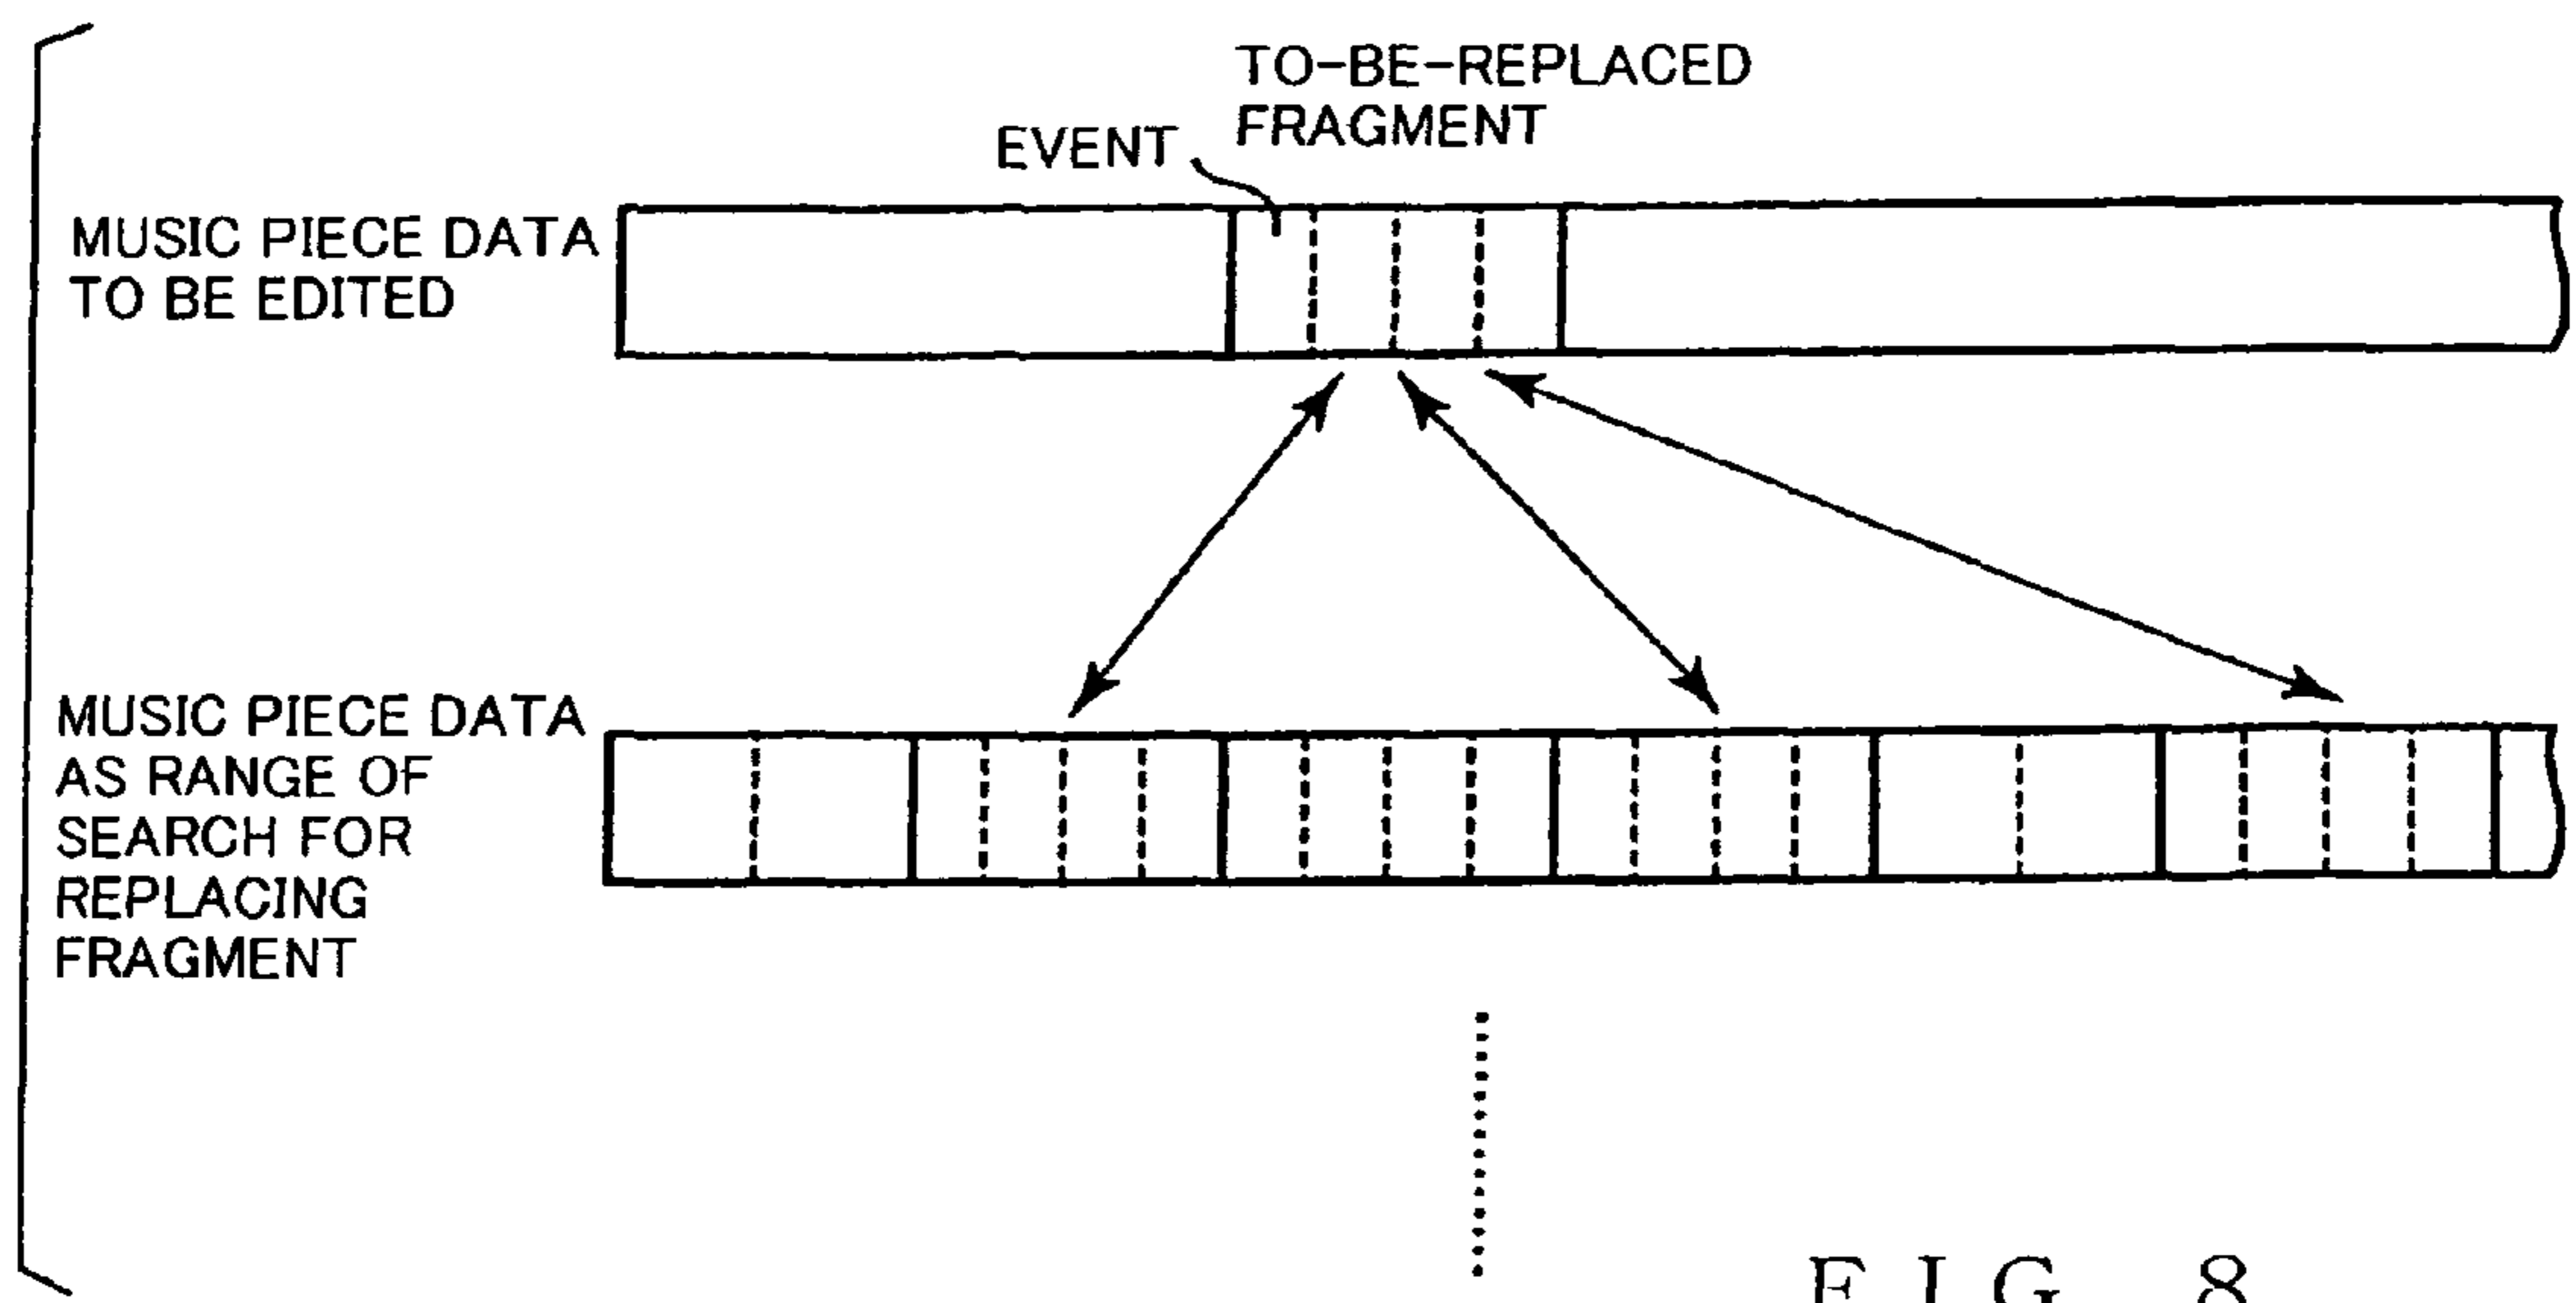 TO-BE-REPLACED
FRAGMENT
EVENT
MUSIC PIECE DATA
TO BE EDITED
MUSIC PIECE DATA
AS RANGE OF
SEARCH FOR
REPLACING
FRAGMENT
FIG. 8